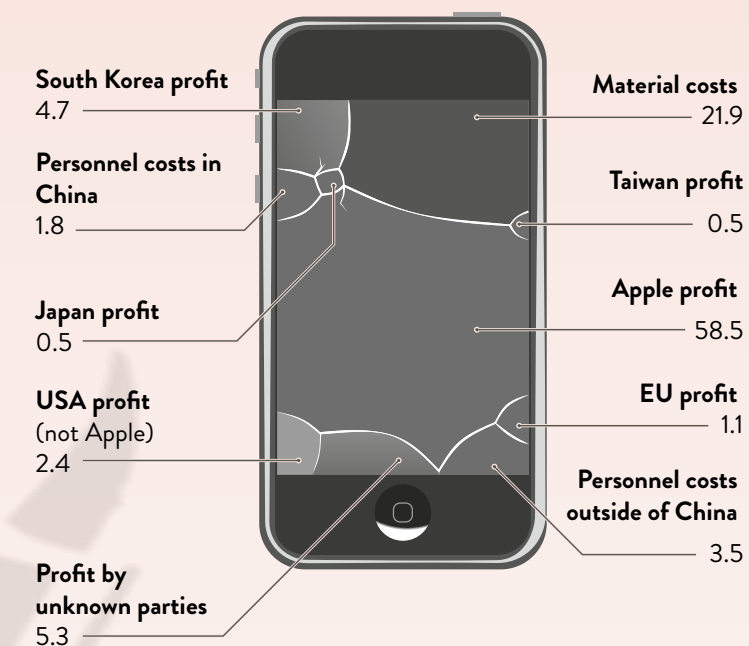 South Korea profit
4.7
Personnel costs in
China
1.8
Japan profit
0.5
USA profit
(not Apple)
2.4
Profit by
unknown parties
5.3
Material costs
21.9
Taiwan profit
0.5
Apple profit
58.5
EU profit
1.1
Personnel costs
outside of China
3.5